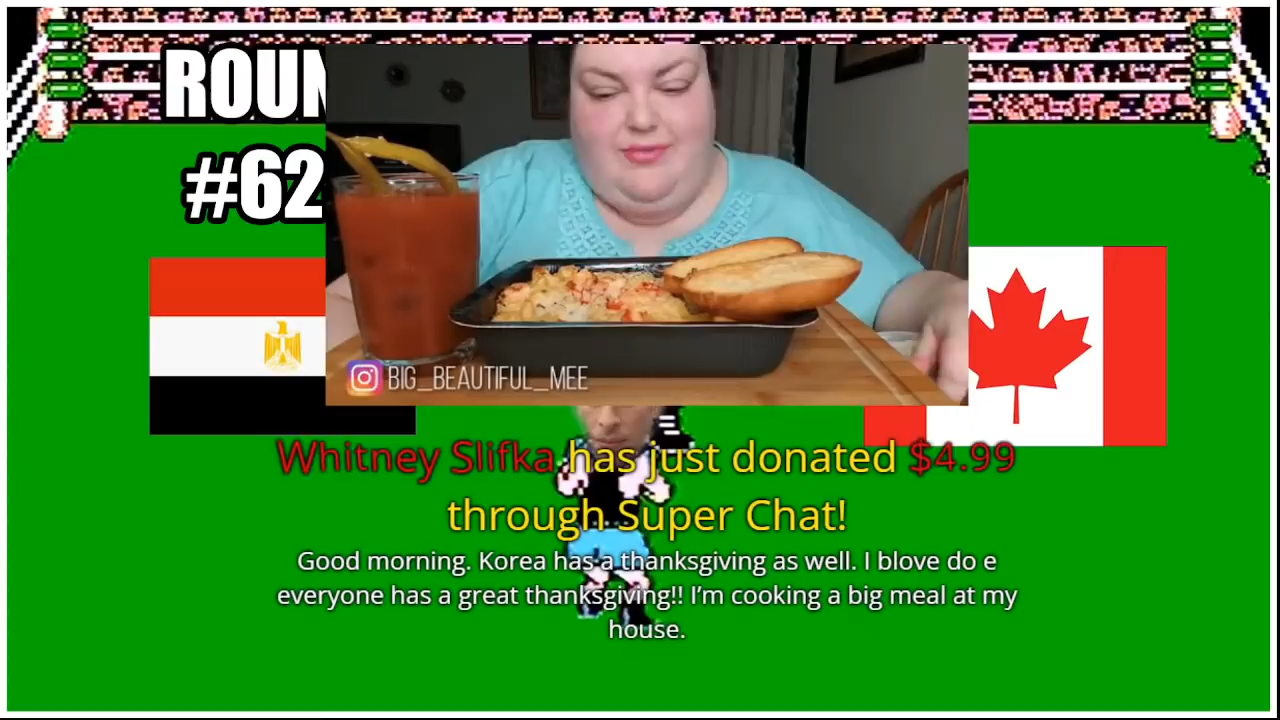 ROUN
#62
BIG_BEAUTIFUL_MEE
Whitney Slifka has just donated $4.99
through Super Chat!
Good morning. Korea has a thanksgiving as well. I blove do e
everyone has a great thanksgiving!! I’m cooking a big meal at my
house.